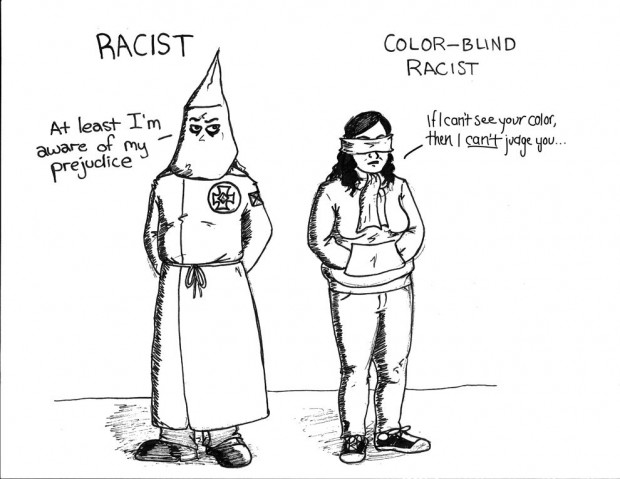 RACIST
At least I'm
aware of my
prejudice
COLOR-BLIND
RACIST
If I can't see your color,
then I can't judge you...